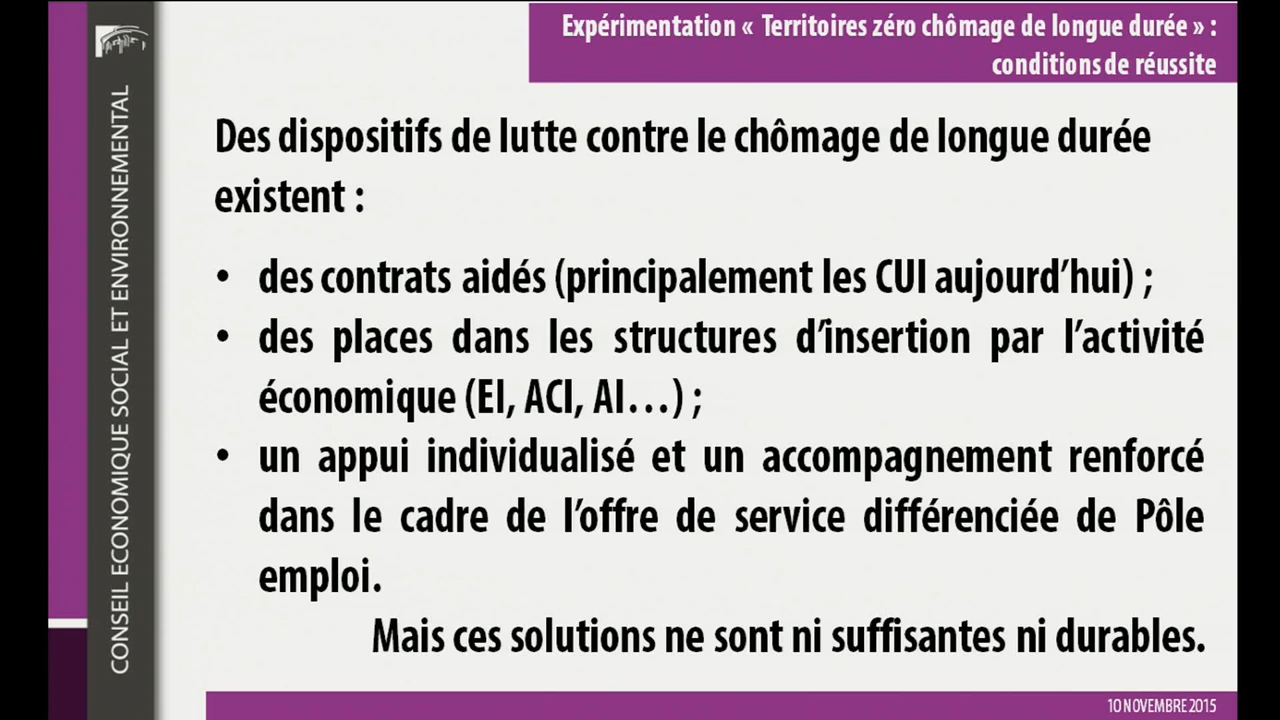 Expérimentation « Territoires zéro chômage de longue durée » :
conditions de réussite
CONSEIL ECONOMIQUE SOCIAL ET ENVIRONNEMENTAL
Des dispositifs de lutte contre le chômage de longue durée
existent :
• des contrats aidés (principalement les CUI aujourd’hui) ;
• des places dans les structures d’insertion par l’activité
économique (EI, ACI, AI…) ;
• un appui individualisé et un accompagnement renforcé
dans le cadre de l’offre de service différenciée de Pôle
emploi.
Mais ces solutions ne sont ni suffisantes ni durables.
10 NOVEMBRE 2015